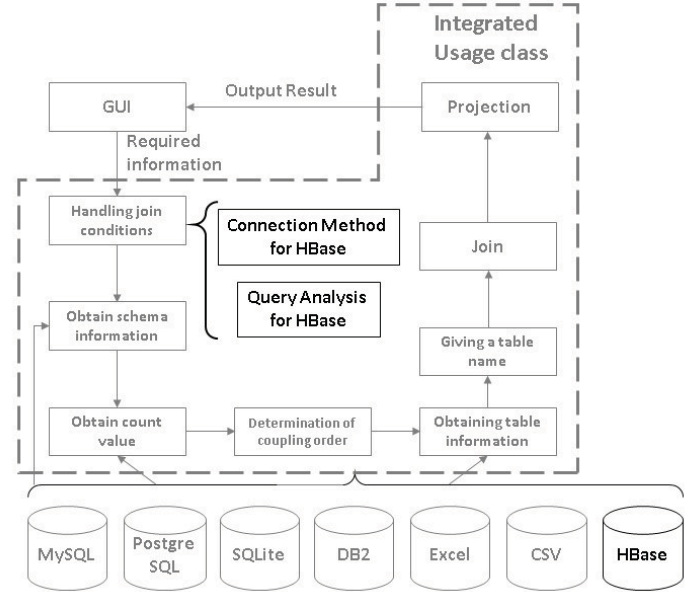 Integrated
Usage class
GUI
Output Result
Projection
Required
information
Handling join
conditions
Connection Method
for HBase
Join
Query Analysis
for HBase
Obtain schema
information
Giving a table
name
Obtain count
value
Determination of
coupling order
Obtaining table
information
MySQL
Postgre
SQL
SQLite
DB2
Excel
CSV
HBase